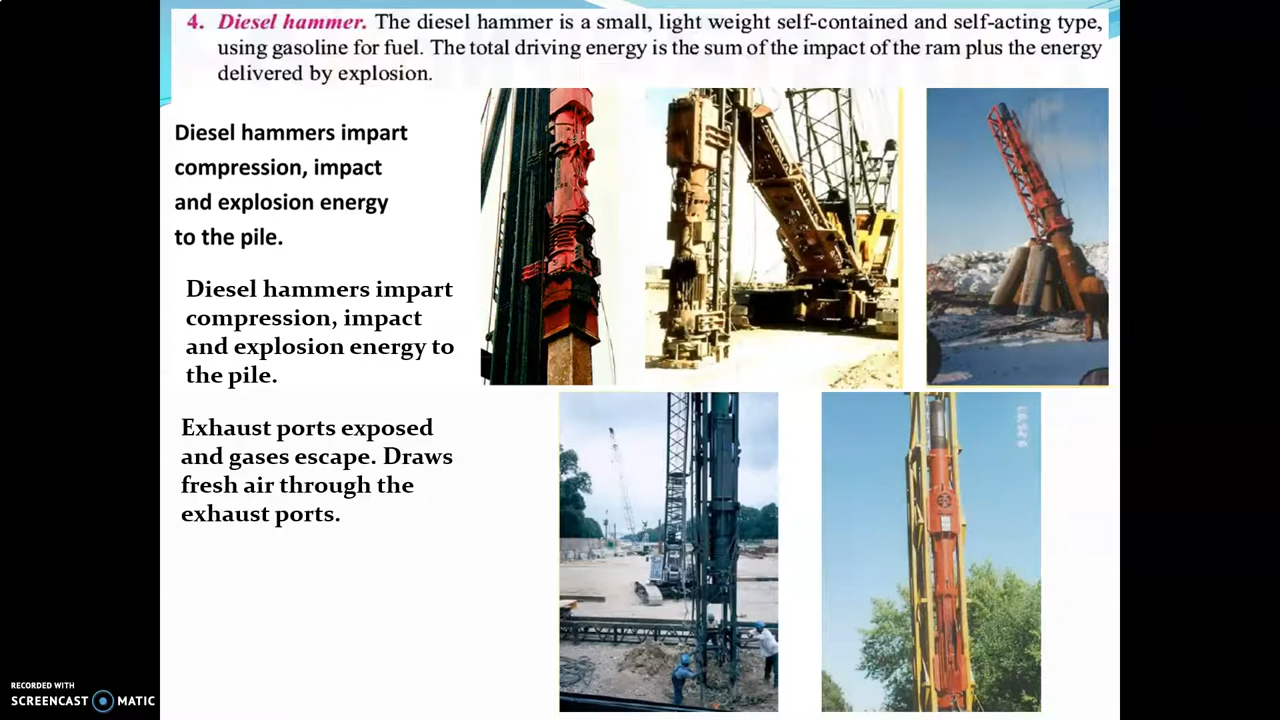 4. Diesel hammer. The diesel hammer is a small, light weight self-contained and self-acting type,
using gasoline for fuel. The total driving energy is the sum of the impact of the ram plus the energy
delivered by explosion.
Diesel hammers impart
compression, impact
and explosion energy
to the pile.
Diesel hammers impart
compression, impact
and explosion energy to
the pile.
Exhaust ports exposed
and gases escape. Draws
fresh air through the
exhaust ports.
RECORDED WITH
SCREENCAST MATIC